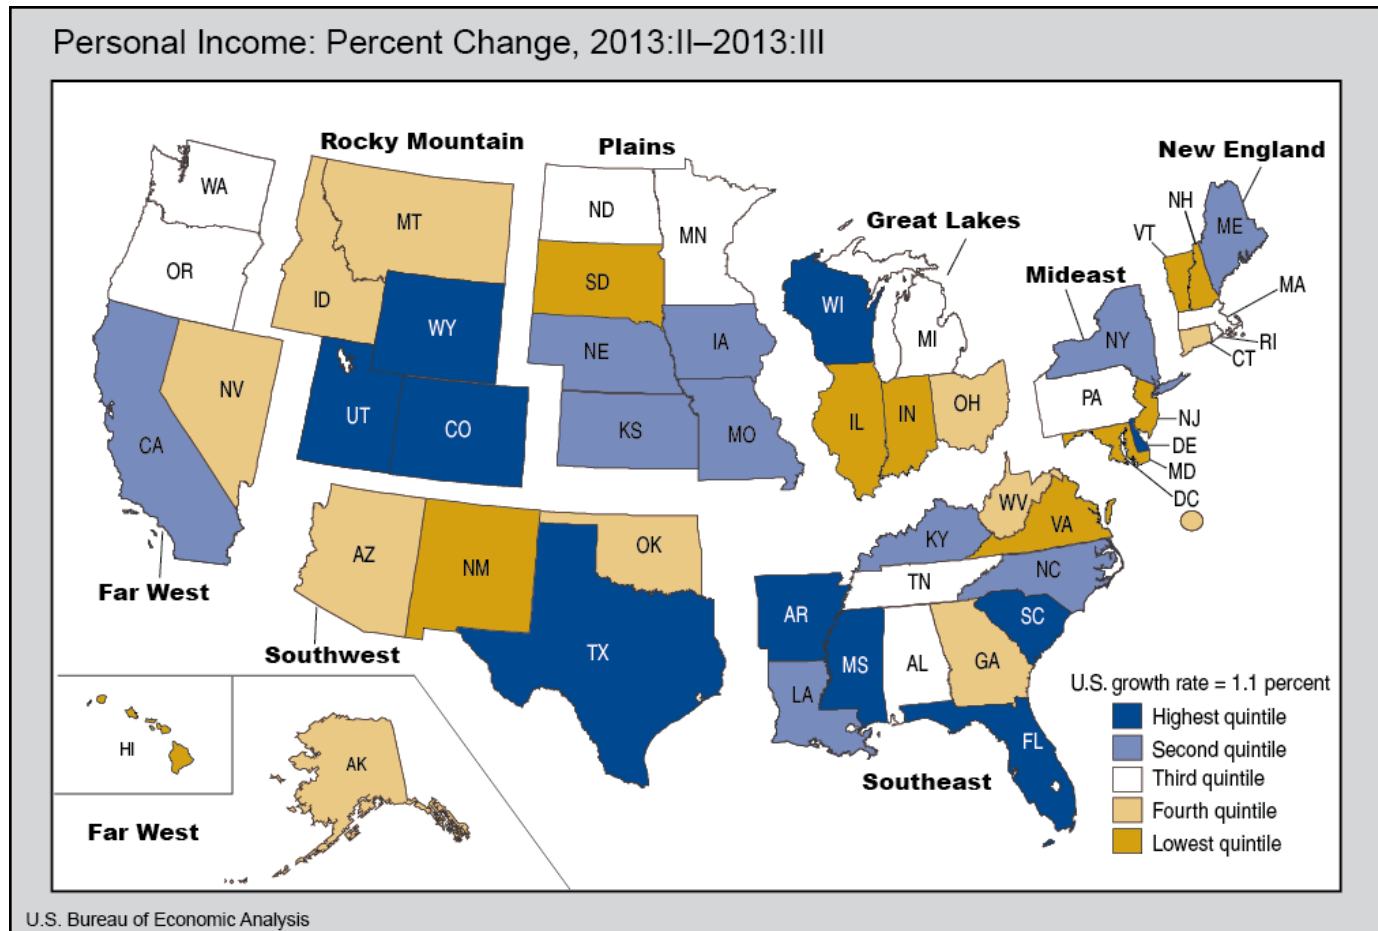 Personal Income: Percent Change, 2013:II–2013:III
Rocky Mountain
Plains
New England
Great Lakes
Mideast
WA
OR
MT
ID
WY
NV
UT
CO
CA
ND
MN
SD
NE
IA
KS
MO
WI
MI
IL
IN
OH
NH
VT
ME
MA
RI
CT
NY
PA
NJ
DE
MD
DC
Far West
AZ
NM
OK
TX
Southwest
WV
VA
KY
NC
TN
AR
SC
MS
AL
GA
LA
FL
Southeast
HI
AK
Far West
U.S. growth rate = 1.1 percent
Highest quintile
Second quintile
Third quintile
Fourth quintile
Lowest quintile
U.S. Bureau of Economic Analysis